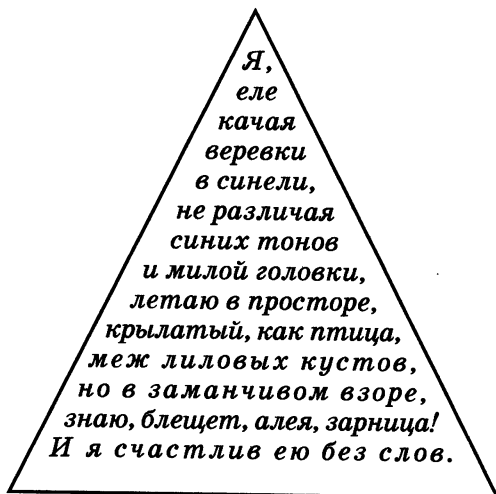 Я,
еле
качая
веревки
в синели,
не различая
синих тонов
и милой головки,
летаю в просторе,
крылатый, как птица,
меж лиловых кустов,
но в заманчивом взоре,
знаю, блещет, алея, зарница!
И я счастлив ею без слов.